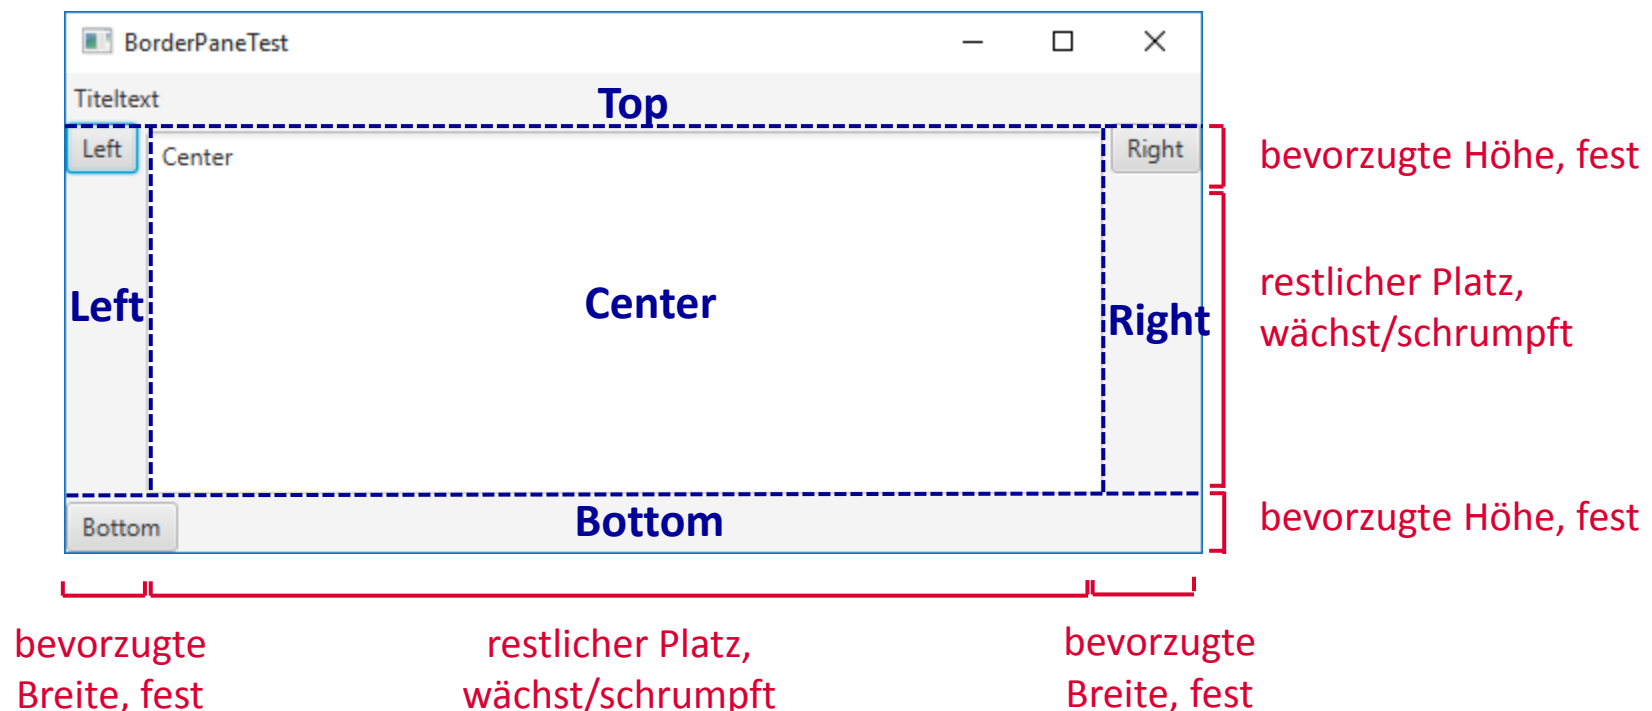 BorderPaneTest
Titeltext
Top
Left
Center
Right
bevorzugte Höhe, fest
Left
Center
Right
restlicher Platz,
wächst/schrumpft
Bottom
Bottom
bevorzugte Höhe, fest
bevorzugte
Breite, fest
restlicher Platz,
wächst/schrumpft
bevorzugte
Breite, fest